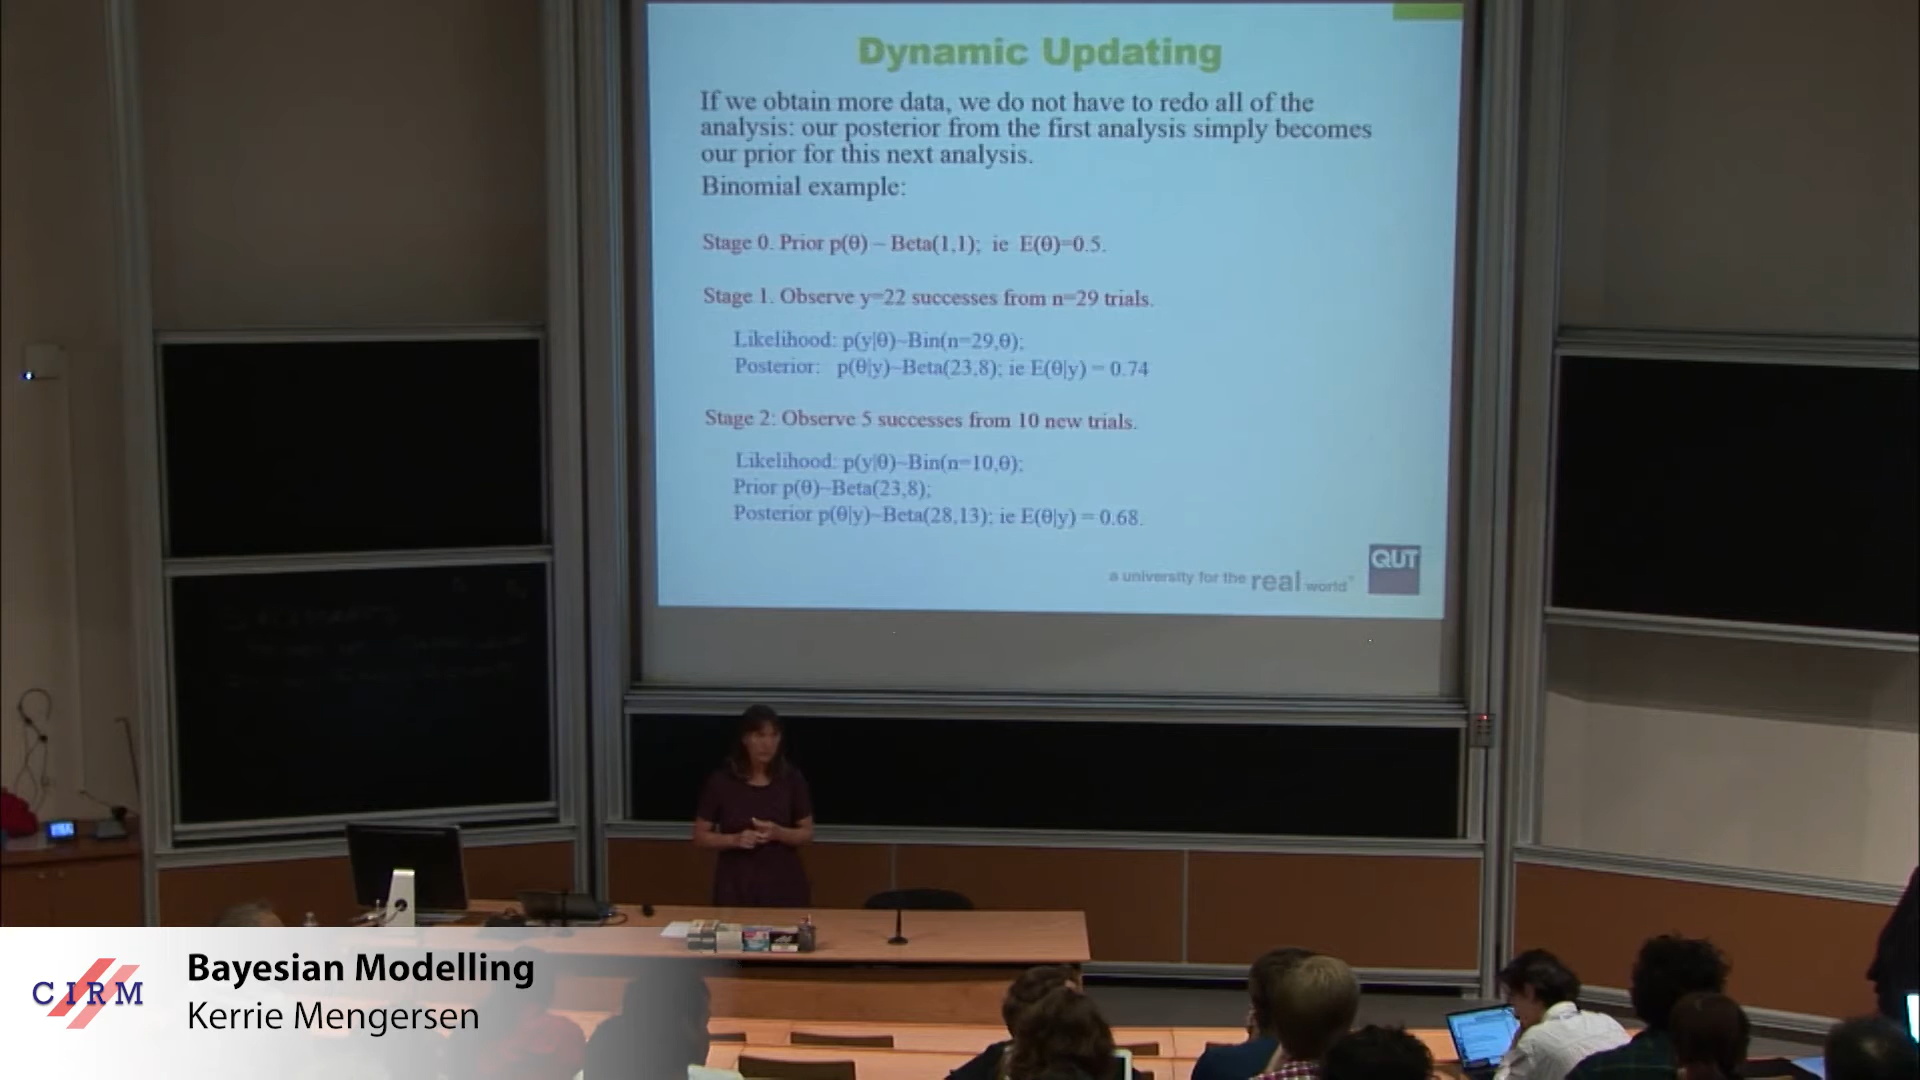 Dynamic Updating
If we obtain more data, we do not have to redo all of the
analysis: our posterior from the first analysis simply becomes
our prior for this next analysis.
Binomial example:
Stage 0. Prior p(θ) ~ Beta(1,1); ie E(θ)=0.5.
Stage 1. Observe y=22 successes from n=29 trials.
Likelihood: p(y|θ)~Bin(n=29,θ);
Posterior: p(θ|y)~Beta(23,8); ie E(θ|y) = 0.74
Stage 2: Observe 5 successes from 10 new trials.
Likelihood: p(y|θ)~Bin(n=10,θ);
Prior p(θ)~Beta(23,8);
Posterior p(θ|y)~Beta(28,13); ie E(θ|y) = 0.68.
a university for the real world
QUT
CIRM
Bayesian Modelling
Kerrie Mengersen